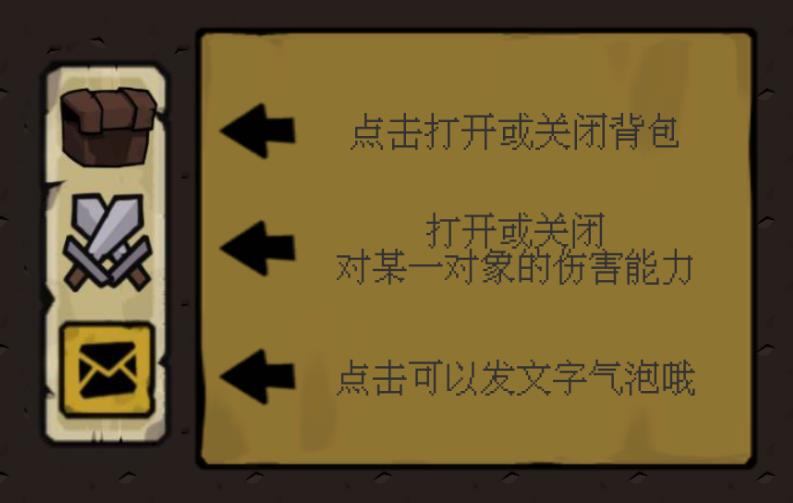 点击打开或关闭背包
打开或关闭
对某一对象的伤害能力
点击可以发文字气泡哦